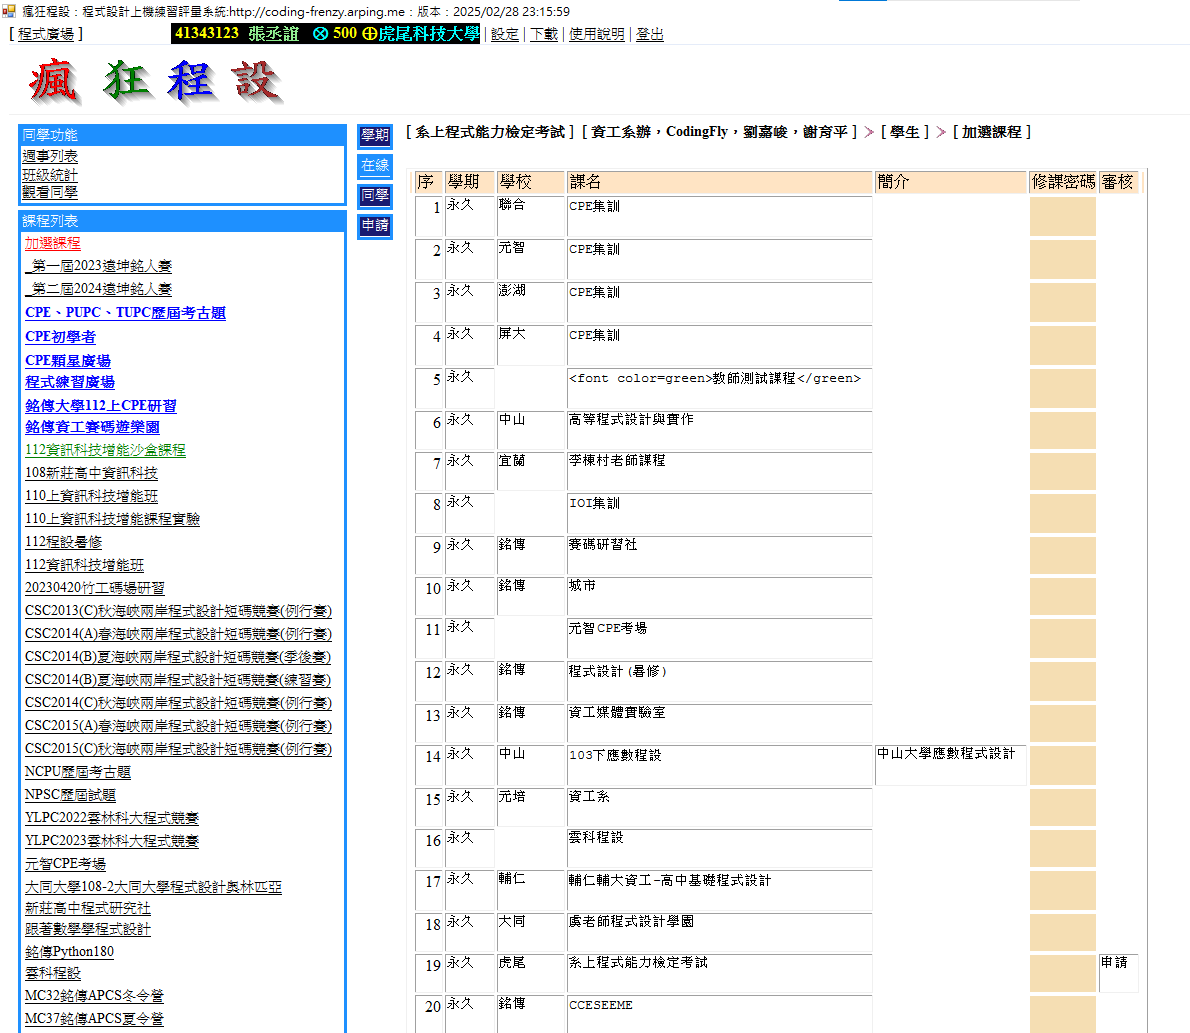 瘋狂程設：程式設計上機練習評量系統:http://coding-frenzy.arping.me：版本：2025/02/28 23:15:59
[ 程式廣場 ] 41343123 張丞誼 ⊗ 500 ⊕虎尾科技大學 | 設定 | 下載 | 使用說明 | 登出
瘋狂程設
同學功能
週事列表
班級統計
觀看同學
課程列表
加選課程
_第一屆2023遠坤銘人賽
_第二屆2024遠坤銘人賽
CPE、PUPC、TUPC歷屆考古題
CPE初學者
CPE顆星廣場
程式練習廣場
銘傳大學112上CPE研習
銘傳資工賽碼遊樂園
112資訊科技增能沙盒課程
108新莊高中資訊科技
110上資訊科技增能班
110上資訊科技增能課程實驗
112程設暑修
112資訊科技增能班
20230420竹工碼場研習
CSC2013(C)秋海峽兩岸程式設計短碼競賽(例行賽)
CSC2014(A)春海峽兩岸程式設計短碼競賽(例行賽)
CSC2014(B)夏海峽兩岸程式設計短碼競賽(季後賽)
CSC2014(B)夏海峽兩岸程式設計短碼競賽(練習賽)
CSC2014(C)秋海峽兩岸程式設計短碼競賽(例行賽)
CSC2015(A)春海峽兩岸程式設計短碼競賽(例行賽)
CSC2015(C)秋海峽兩岸程式設計短碼競賽(例行賽)
NCPU歷屆考古題
NPSC歷屆試題
YLPC2022雲林科大程式競賽
YLPC2023雲林科大程式競賽
元智CPE考場
大同大學108-2大同大學程式設計奧林匹亞
新莊高中程式研究社
跟著數學學程式設計
銘傳Python180
雲科程設
MC32銘傳APCS冬令營
MC37銘傳APCS夏令營
學期
在線
同學
申請
[ 系上程式能力檢定考試 ] [ 資工系辦，CodingFly，劉嘉峻，謝育平 ] > [ 學生 ] > [ 加選課程 ]
序 學期 學校 課名 簡介 修課密碼 審核
1 永久 聯合 CPE集訓
2 永久 元智 CPE集訓
3 永久 澎湖 CPE集訓
4 永久 屏大 CPE集訓
5 永久 <font color=green>教師測試課程</green>
6 永久 中山 高等程式設計與實作
7 永久 宜蘭 李棟村老師課程
8 永久 IOI集訓
9 永久 銘傳 賽碼研習社
10 永久 銘傳 城市
11 永久 元智CPE考場
12 永久 銘傳 程式設計(暑修)
13 永久 銘傳 資工媒體實驗室
14 永久 中山 103下應數程設 中山大學應數程式設計
15 永久 元培 資工系
16 永久 雲科程設
17 永久 輔仁 輔仁輔大資工-高中基礎程式設計
18 永久 大同 虞老師程式設計學園
19 永久 虎尾 系上程式能力檢定考試 申請
20 永久 銘傳 CCESEEME